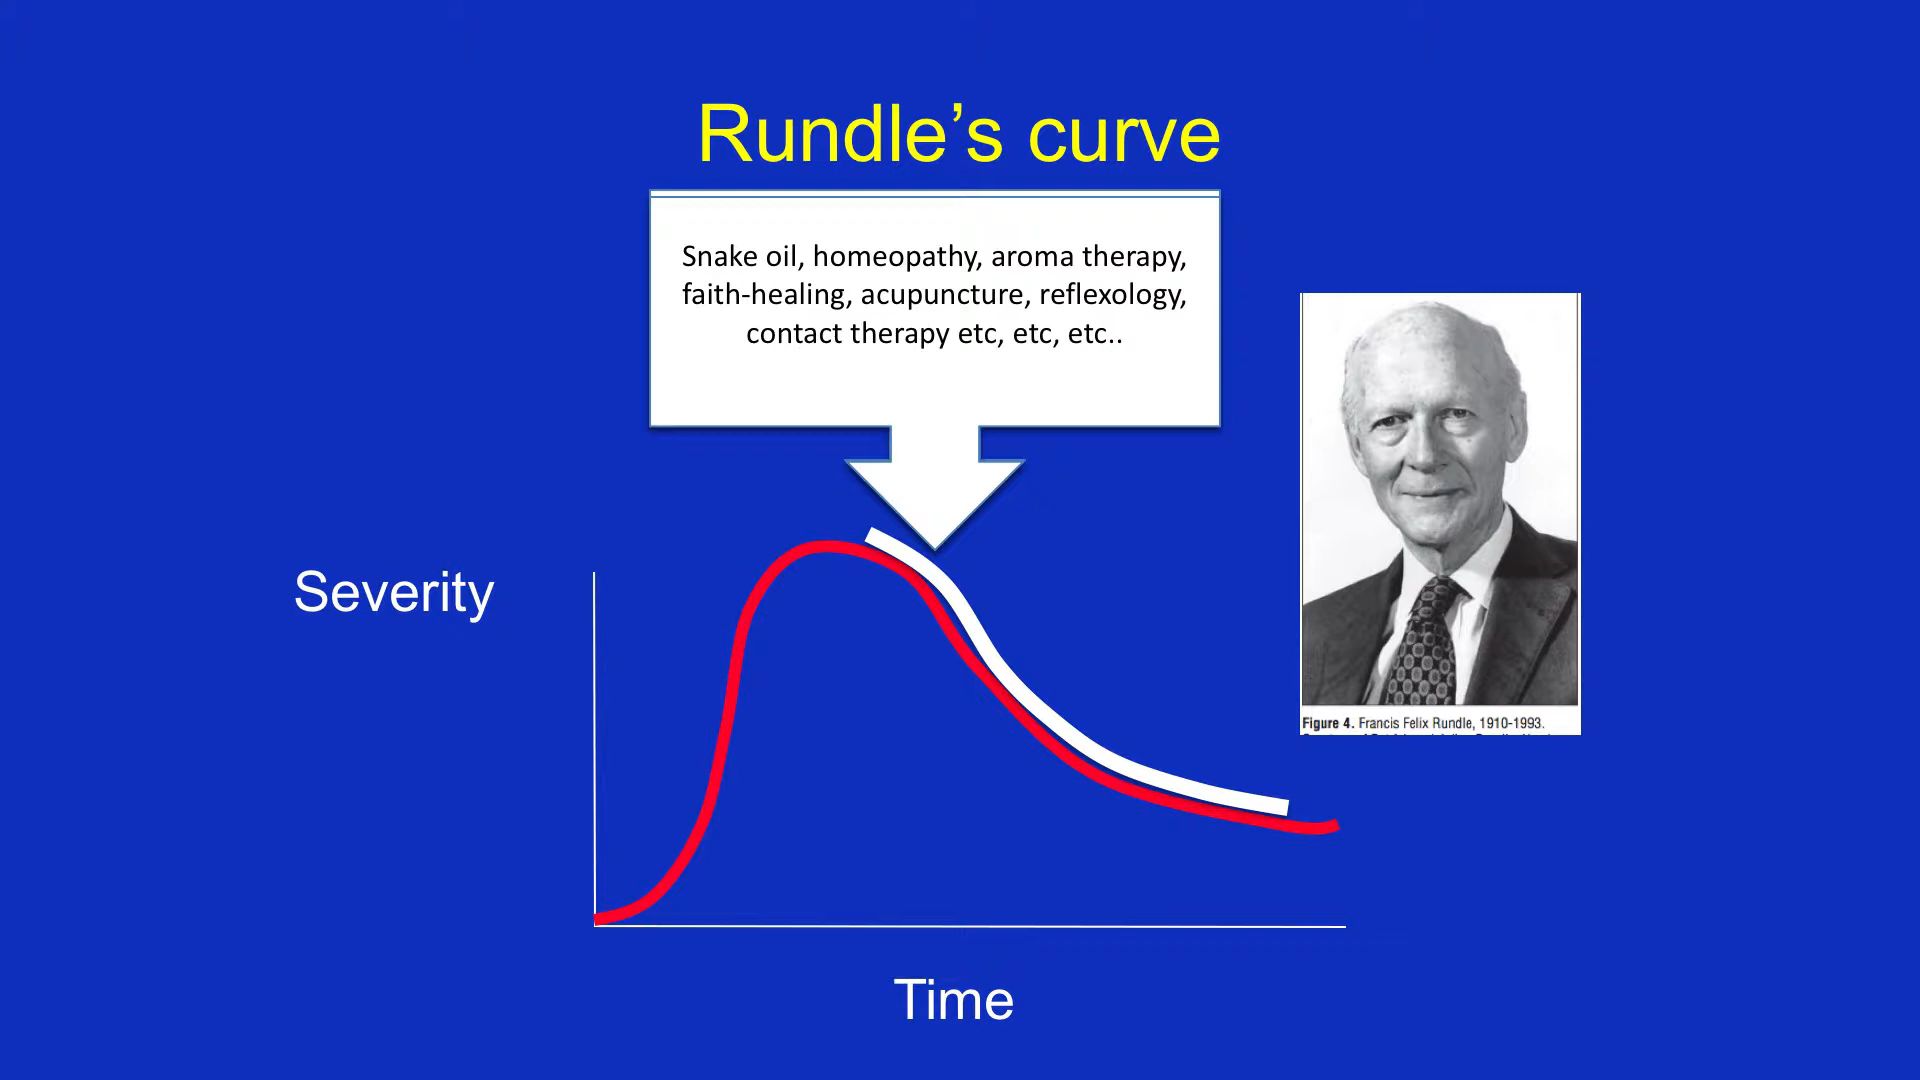 Rundle’s curve
Snake oil, homeopathy, aroma therapy,
faith-healing, acupuncture, reflexology,
contact therapy etc, etc, etc..
Severity
Figure 4. Francis Felix Rundle, 1910-1993.
Time